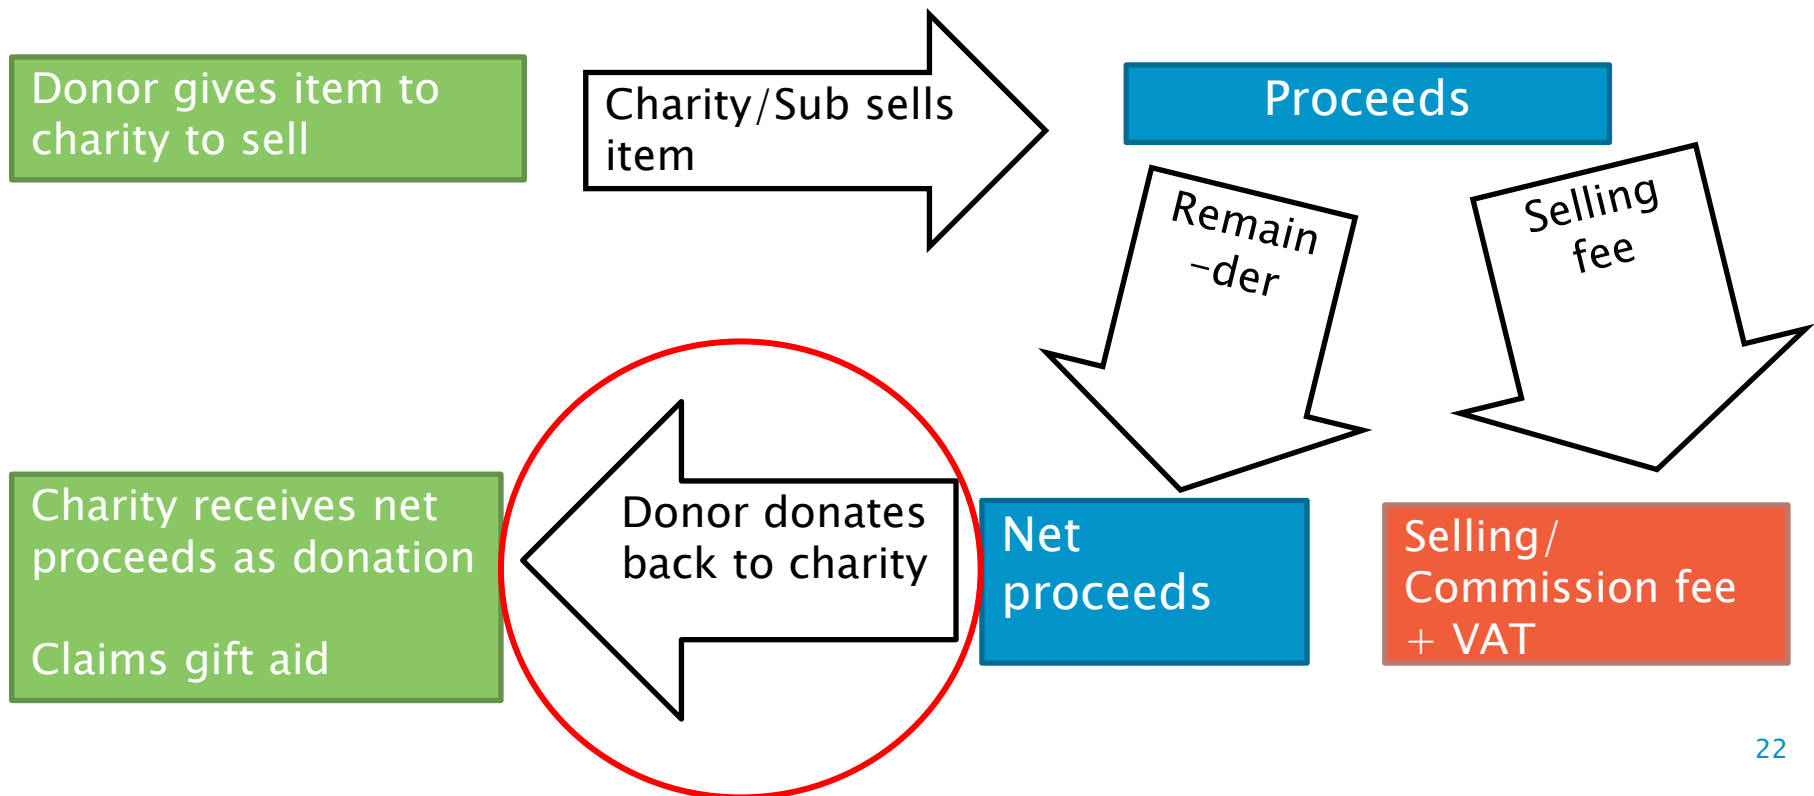 Donor gives item to
charity to sell
Charity/Sub sells
item
Proceeds
Remain
-der
Selling
fee
Charity receives net
proceeds as donation
Claims gift aid
Donor donates
back to charity
Net
proceeds
Selling/
Commission fee
+ VAT
22